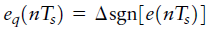 e_q(nT_s) = Δsgn[e(nT_s)]